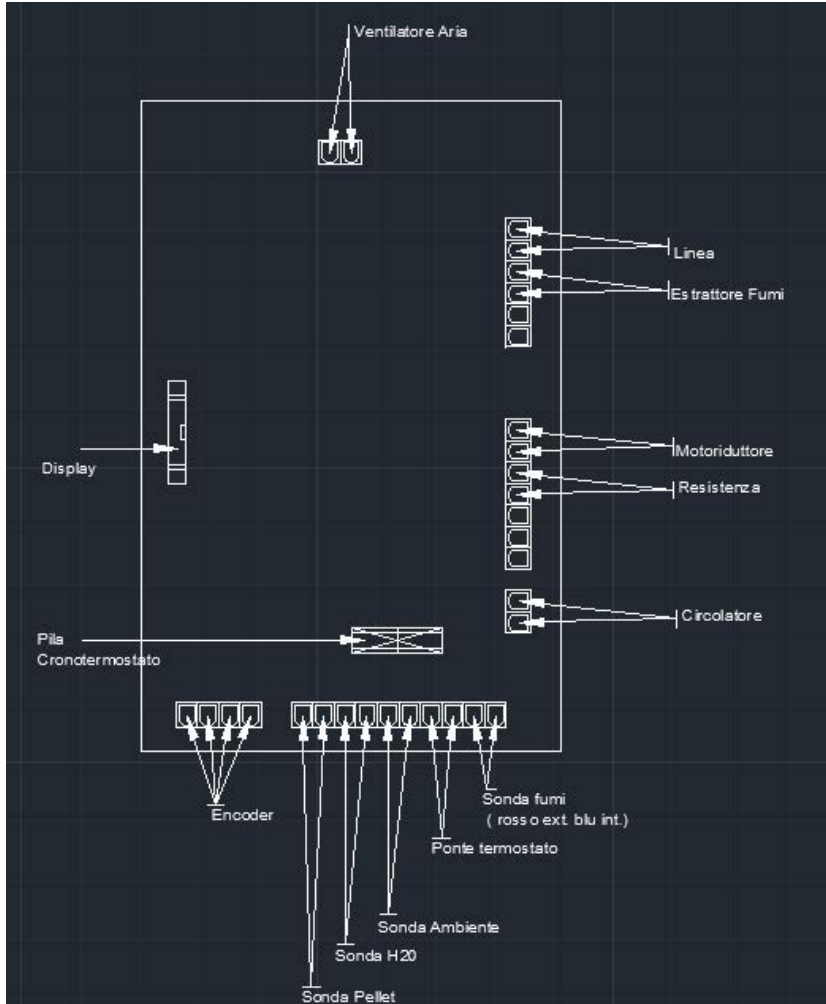 Ventilatore Aria
Linea
Estrattore Fumi
Motoriduttore
Display
Resistenza
Circolatore
Pila
Cronotermostato
Sonda fumi
( rosso ext. blu int.)
Encoder
Ponte termostato
Sonda Ambiente
Sonda H20
Sonda Pellet